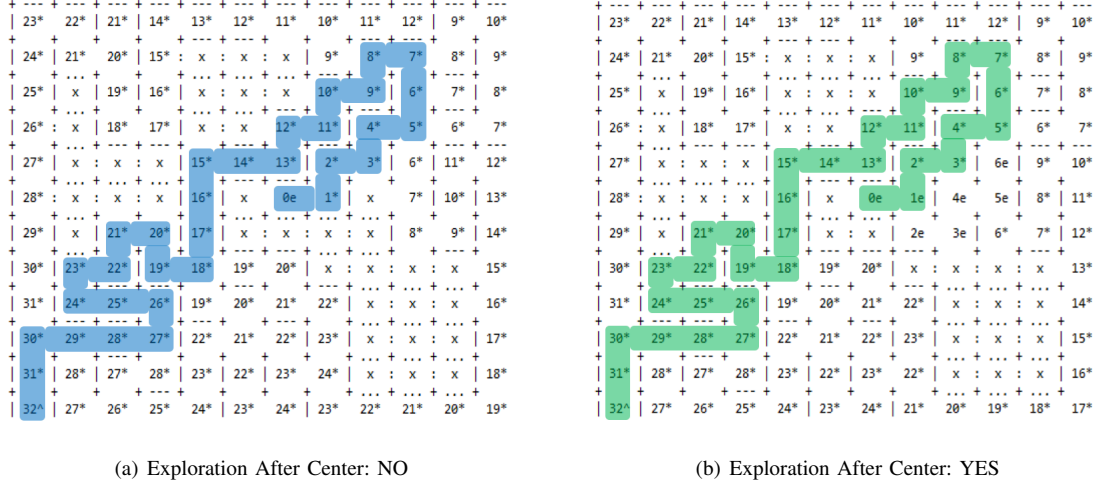 + --- + --- + --- + --- + --- + --- + --- + --- + --- + --- +
| 23* | 22* | 21* | 14* 13* 12* 11* 10* 11* 12* | 9* | 10*
| 24* | 21* 20* | 15* : x : x : x 9* | 8* 7* 8* | 9*
| 25* | x | 19* | 16* | x : x : x 10* 9* | 6* | 7* | 8*
| 26* : x | 18* 17* | x : x 12* 11* | 4* 5* 6* 7*
| 27* x : x : x | 15* 14* 13* | 2* 3* | 6* | 11* 12*
| 28* : x : x : x | 16* | x 0e | 1* | x 7* | 10* | 13*
| 29* | x | 21* 20* | 17* | x : x : x : x | 8* 9* | 14*
| 30* | 23* 22* | 19* 18* 19* 20* | x : x : x : x 15*
| 31* | 24* 25* 26* | 19* 20* 21* | 22* | x : x : x 16*
| 30* 29* 28* 27* | 22* | 21* 22* | 23* | x : x : x 17*
| 31* | 28* | 27* | 28* | 23* | 22* | 23* | 24* | x : x : x | 18*
| 32^ | 27* 26* 25* 24* | 23* | 24* | 23* 22* 21* 20* 19*
(a) Exploration After Center: NO
+ --- + --- + --- + --- + --- + --- + --- + --- + --- + --- +
| 23* | 22* | 21* | 14* 13* 12* 11* 10* 11* 12* | 9* 10*
| 24* | 21* 20* | 15* : x : x : x 9* | 8* 7* 8* | 9*
| 25* | x | 19* | 16* | x : x : x 10* 9* | 6* | 7* | 8*
| 26* : x | 18* 17* | x : x 12* 11* | 4* 5* 6* 7*
| 27* x : x : x | 15* 14* 13* | 2* 3* | 6e | 9* 10*
| 28* : x : x : x | 16* | x 0e | 1e | 4e 5e | 8* | 11*
| 29* | x | 21* 20* | 17* | x : x | 2e 3e | 6* 7* | 12*
| 30* | 23* 22* | 19* 18* 19* 20* | x : x : x : x 13*
| 31* | 24* 25* 26* | 19* 20* 21* 22* | x : x : x 14*
| 30* 29* 28* 27* | 22* | 21* 22* | 23* | x : x : x 15*
| 31* | 28* | 27* | 28* | 23* | 22* | 23* | 22* | x : x : x | 16*
| 32^ | 27* 26* 25* 24* | 23* | 24* | 21* 20* 19* 18* 17*
(b) Exploration After Center: YES